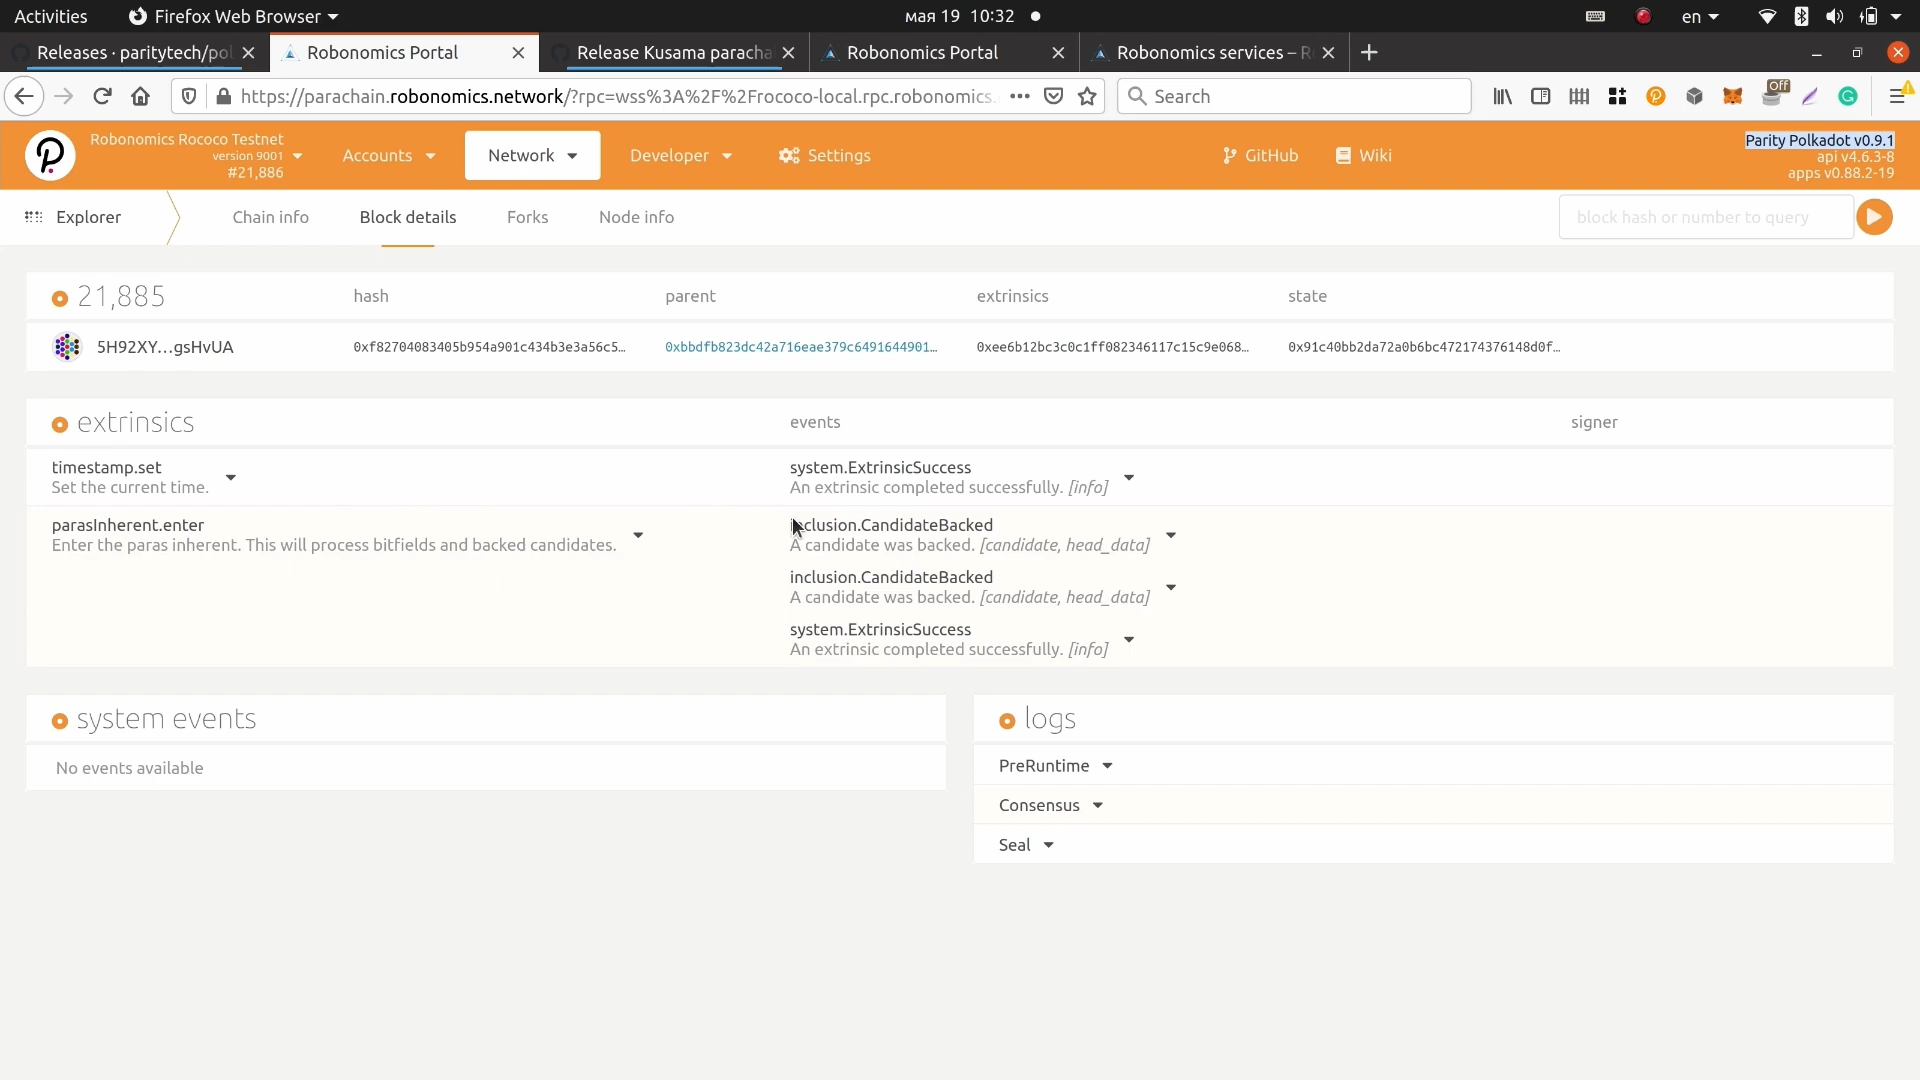 Activities
Firefox Web Browser
мая 19 10:32
en
Releases · paritytech/pol
Robonomics Portal
Release Kusama paracha
Robonomics Portal
Robonomics services – R
https://parachain.robonomics.network/?rpc=wss%3A%2F%2Frococo-local.rpc.robonomics.
Search
Off
Robonomics Rococo Testnet
version 9001
#21,886
Accounts
Network
Developer
Settings
GitHub
Wiki
Parity Polkadot v0.9.1
api v4.6.3-8
apps v0.88.2-19
Explorer
Chain info
Block details
Forks
Node info
block hash or number to query
21,885
hash
parent
extrinsics
state
5H92XY…gsHvUA
0xf82704083405b954a901c434b3e3a56c5…
0xbbdfb823dc42a716eae379c6491644901…
0xee6b12bc3c0c1ff082346117c15c9e068…
0x91c40bb2da72a0b6bc472174376148d0f…
extrinsics
events
signer
timestamp.set
Set the current time.
system.ExtrinsicSuccess
An extrinsic completed successfully. [info]
parasInherent.enter
Enter the paras inherent. This will process bitfields and backed candidates.
inclusion.CandidateBacked
A candidate was backed. [candidate, head_data]
inclusion.CandidateBacked
A candidate was backed. [candidate, head_data]
system.ExtrinsicSuccess
An extrinsic completed successfully. [info]
system events
No events available
logs
PreRuntime
Consensus
Seal